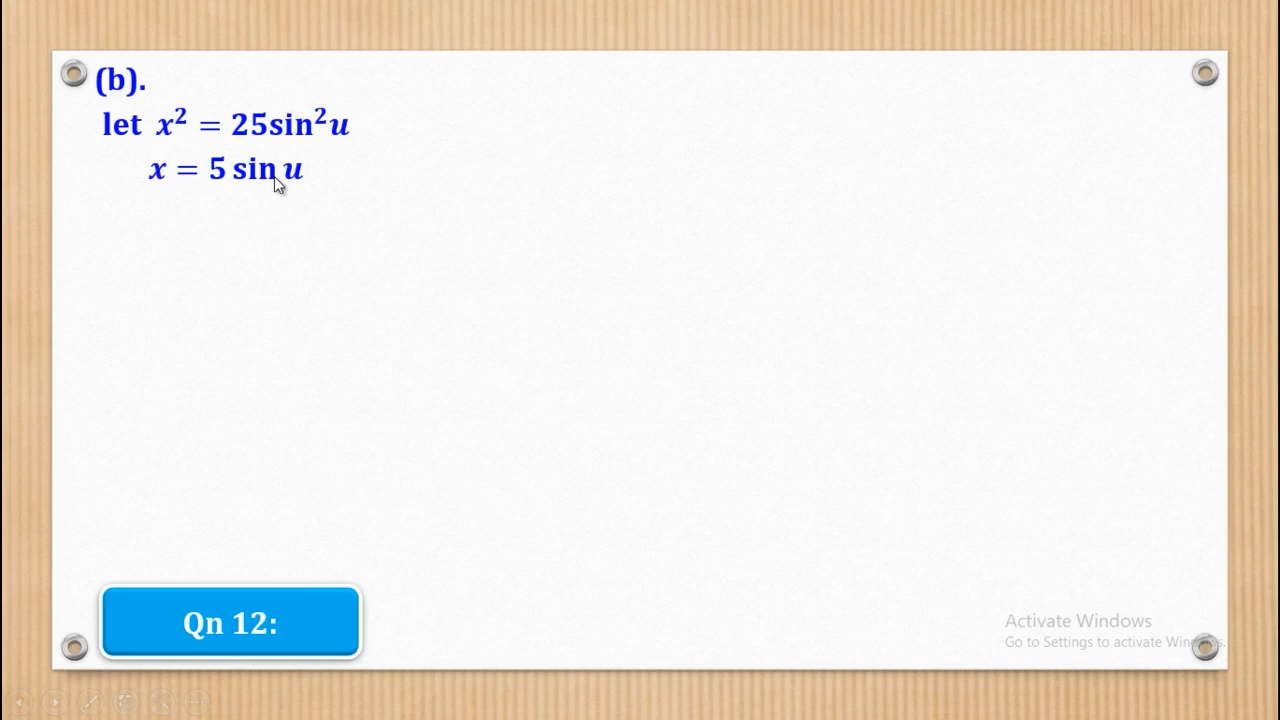 (b).
let x² = 25sin²u
x = 5 sin u
Qn 12:
Activate Windows
Go to Settings to activate Windows.